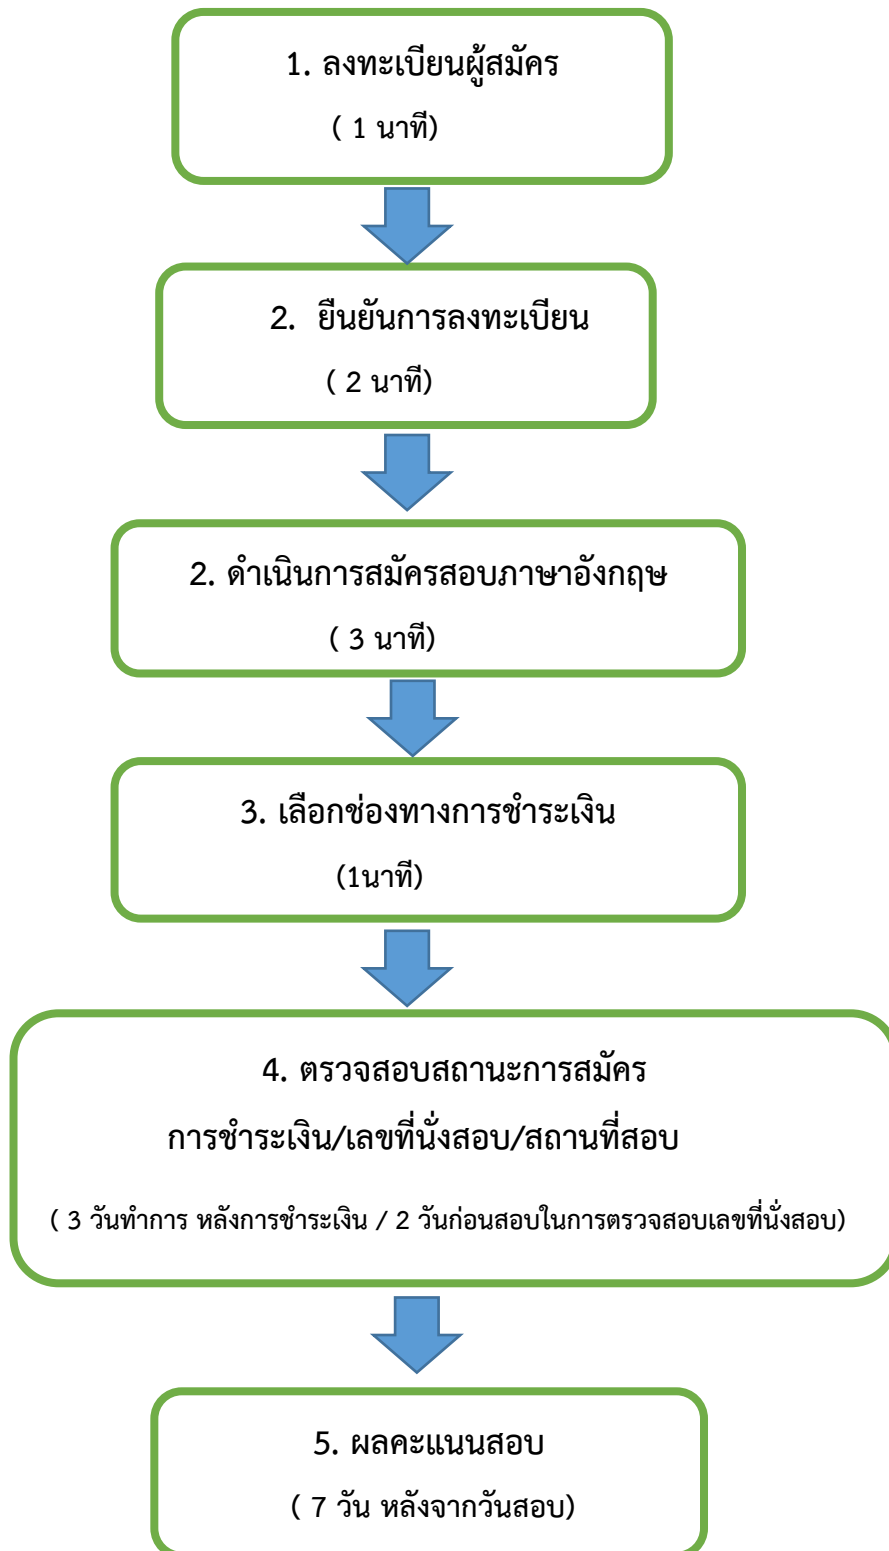 1. ลงทะเบียนผู้สมัคร
( 1 นาที)
2. ยืนยันการลงทะเบียน
( 2 นาที)
2. ดำเนินการสมัครสอบภาษาอังกฤษ
( 3 นาที)
3. เลือกช่องทางการชำระเงิน
(1นาที)
4. ตรวจสอบสถานะการสมัคร
การชำระเงิน/เลขที่นั่งสอบ/สถานที่สอบ
( 3 วันทำการ หลังการชำระเงิน / 2 วันก่อนสอบในการตรวจสอบเลขที่นั่งสอบ)
5. ผลคะแนนสอบ
( 7 วัน หลังจากวันสอบ)